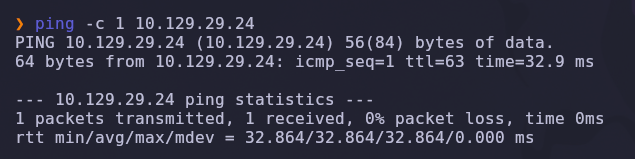 ❯ ping -c 1 10.129.29.24
PING 10.129.29.24 (10.129.29.24) 56(84) bytes of data.
64 bytes from 10.129.29.24: icmp_seq=1 ttl=63 time=32.9 ms

--- 10.129.29.24 ping statistics ---
1 packets transmitted, 1 received, 0% packet loss, time 0ms
rtt min/avg/max/mdev = 32.864/32.864/32.864/0.000 ms